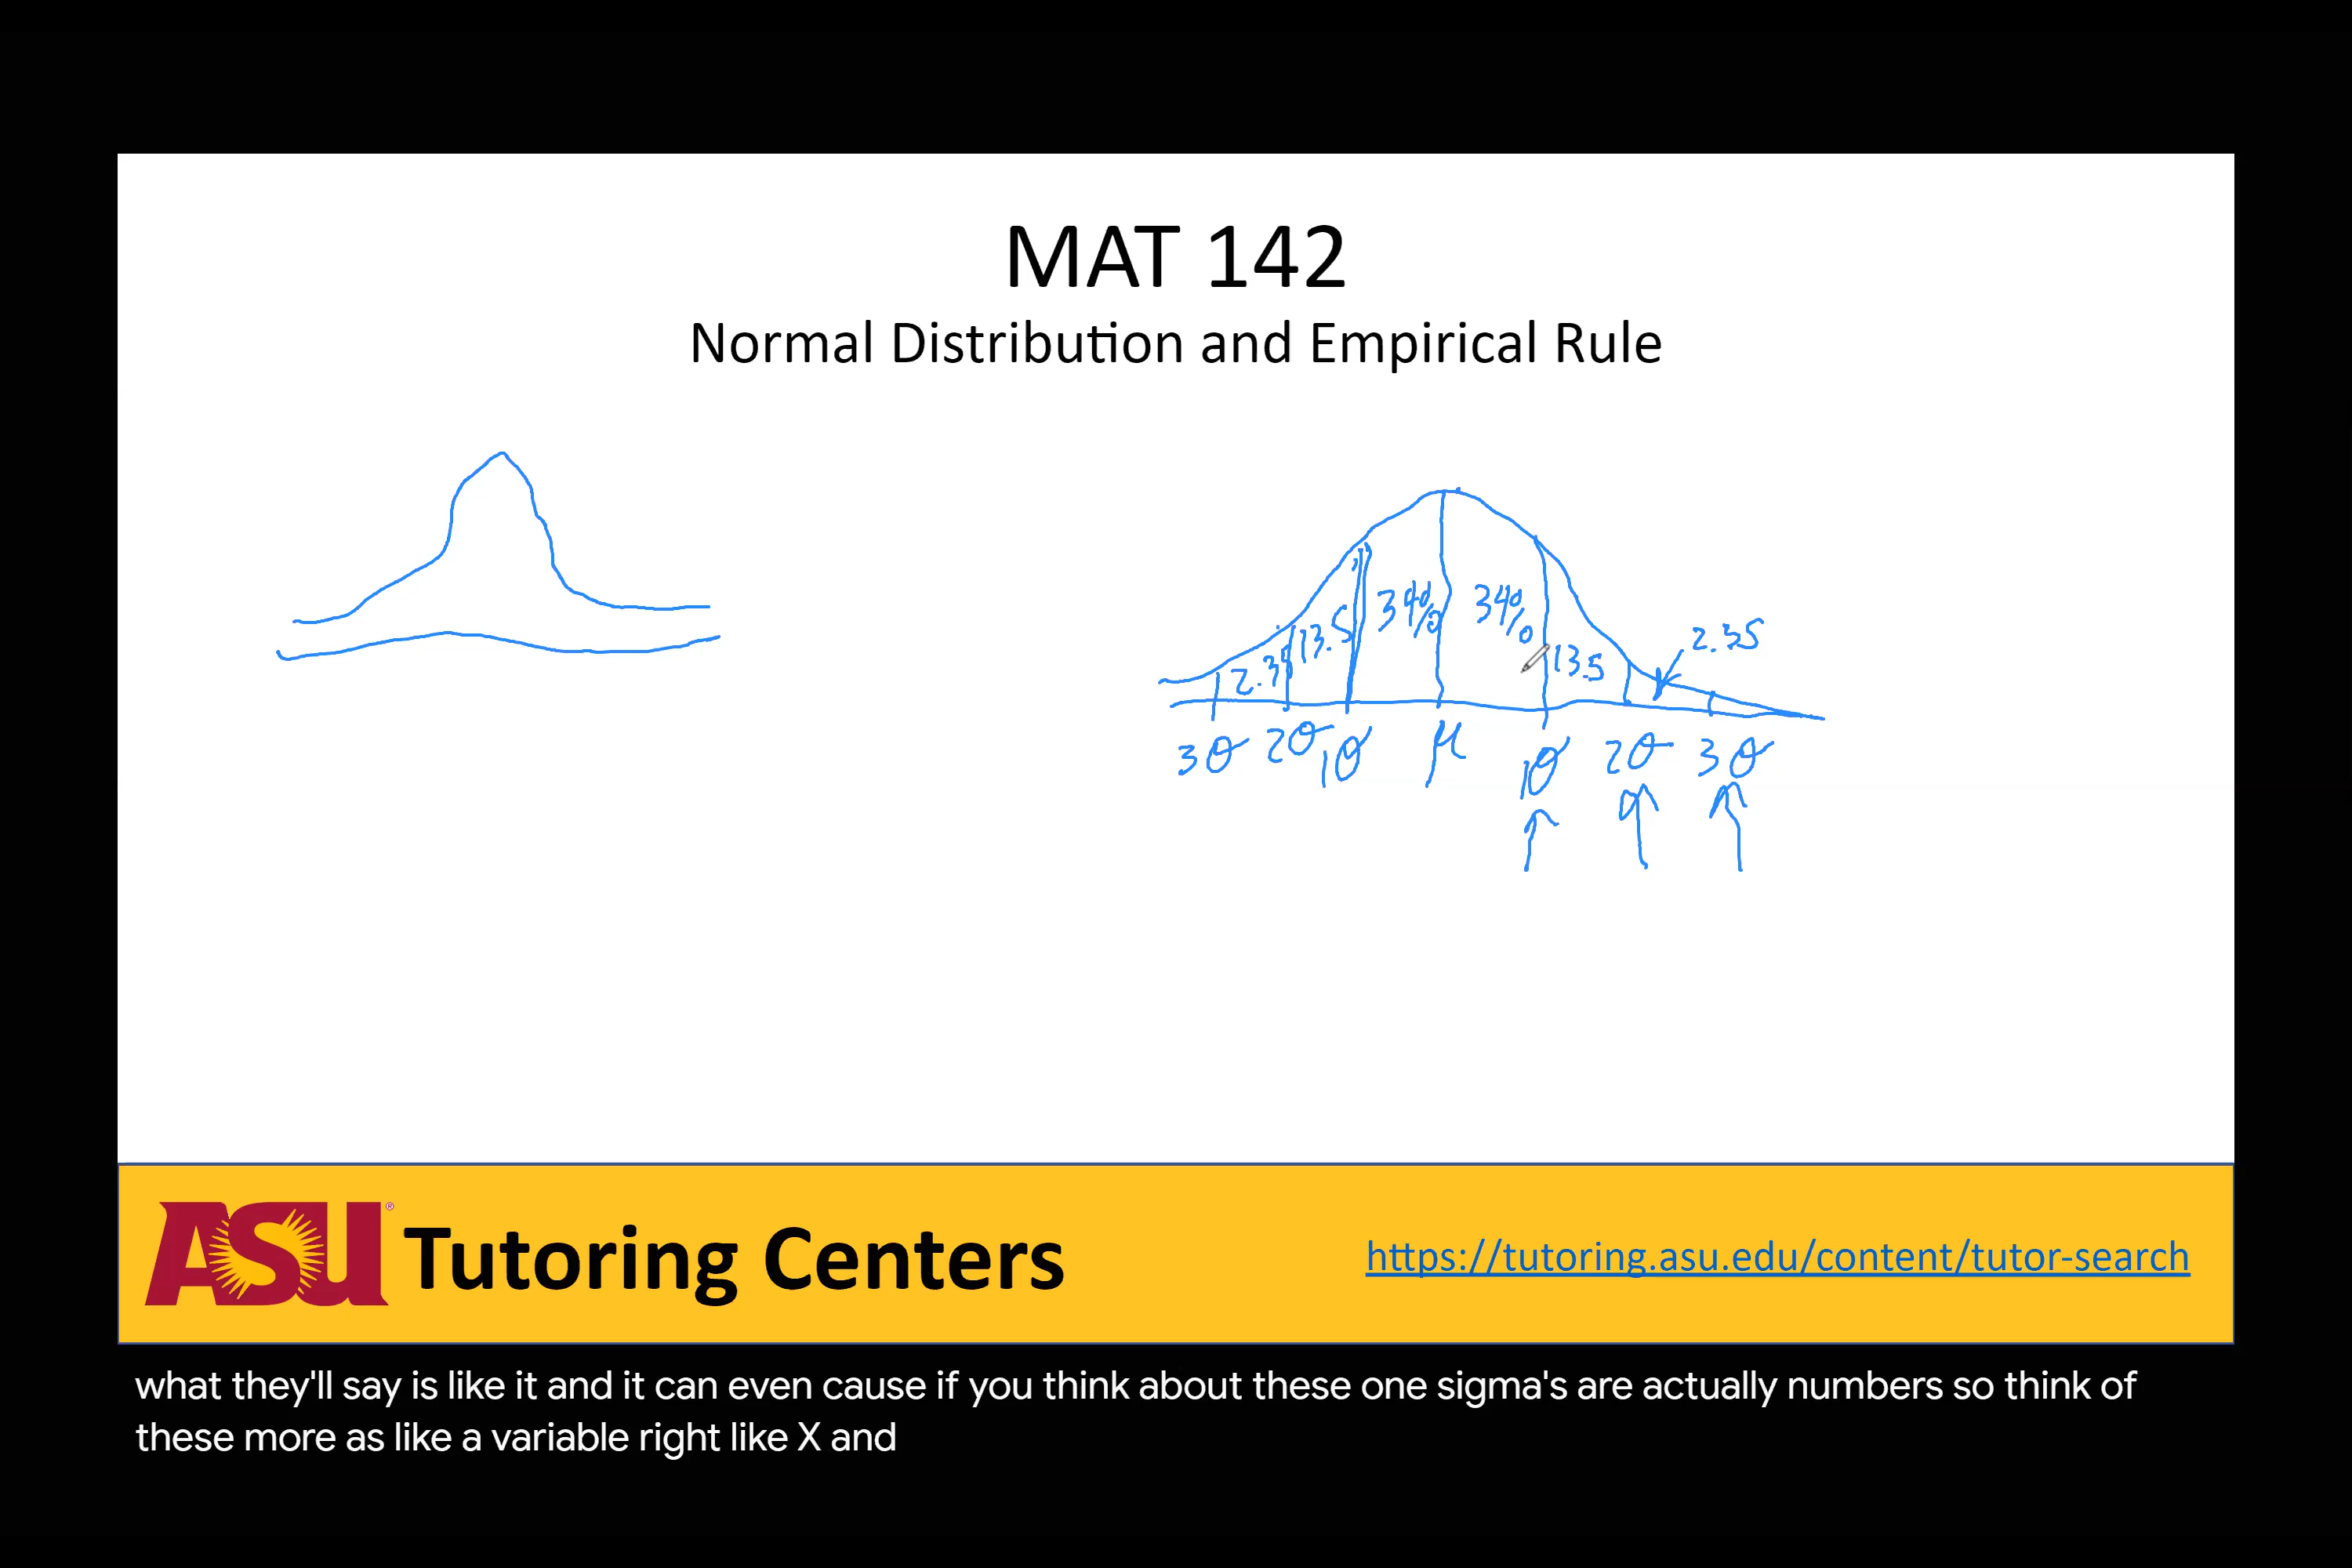 MAT 142
Normal Distribution and Empirical Rule
34% 34%
13.5 13.5 2.35
2.35
3σ 2σ 1σ μ 1σ 2σ 3σ
ASU® Tutoring Centers https://tutoring.asu.edu/content/tutor-search
what they'll say is like it and it can even cause if you think about these one sigma's are actually numbers so think of
these more as like a variable right like X and